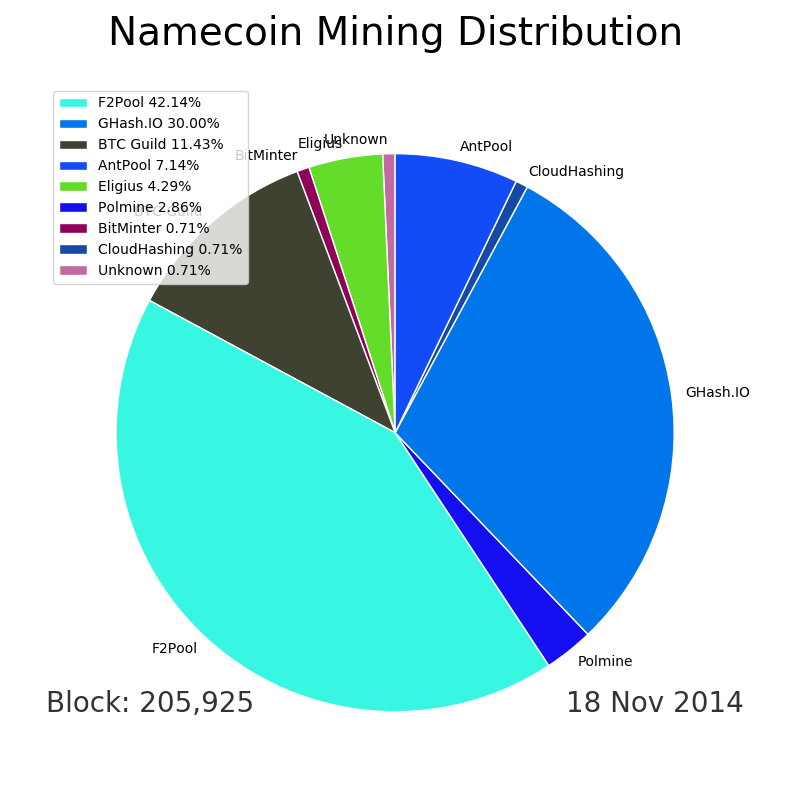 Namecoin Mining Distribution
F2Pool 42.14%
GHash.IO 30.00%
BTC Guild 11.43%
AntPool 7.14%
Eligius 4.29%
Polmine 2.86%
BitMinter 0.71%
CloudHashing 0.71%
Unknown 0.71%
Unknown
Eligius
BitMinter
AntPool
CloudHashing
BTC Guild
GHash.IO
F2Pool
Polmine
Block: 205,925
18 Nov 2014